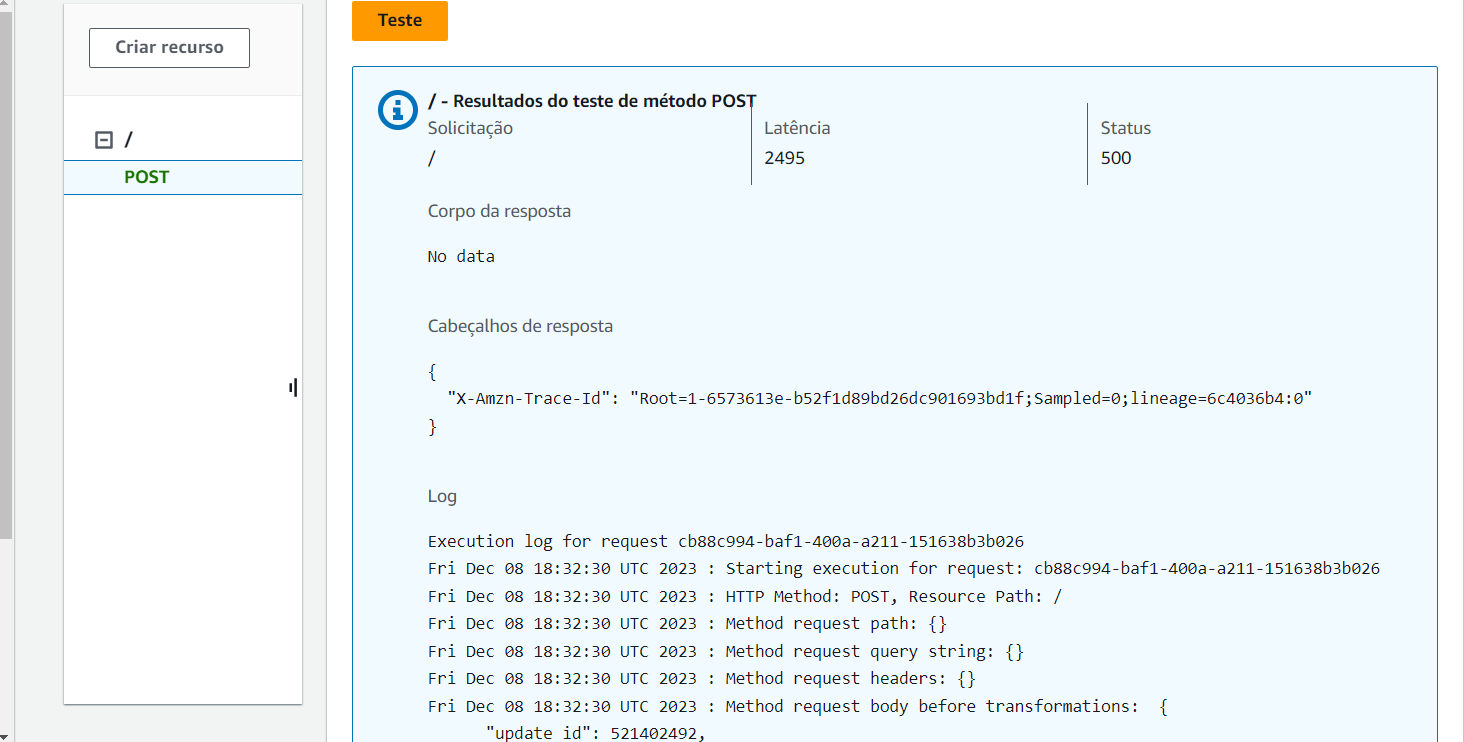 Teste
Criar recurso
/
POST
/ - Resultados do teste de método POST
Solicitação
/
Latência
2495
Status
500
Corpo da resposta
No data
Cabeçalhos de resposta
{
"X-Amzn-Trace-Id": "Root=1-6573613e-b52f1d89bd26dc901693bd1f;Sampled=0;lineage=6c4036b4:0"
}
Log
Execution log for request cb88c994-baf1-400a-a211-151638b3b026
Fri Dec 08 18:32:30 UTC 2023 : Starting execution for request: cb88c994-baf1-400a-a211-151638b3b026
Fri Dec 08 18:32:30 UTC 2023 : HTTP Method: POST, Resource Path: /
Fri Dec 08 18:32:30 UTC 2023 : Method request path: {}
Fri Dec 08 18:32:30 UTC 2023 : Method request query string: {}
Fri Dec 08 18:32:30 UTC 2023 : Method request headers: {}
Fri Dec 08 18:32:30 UTC 2023 : Method request body before transformations: {
"update_id": 521402492,